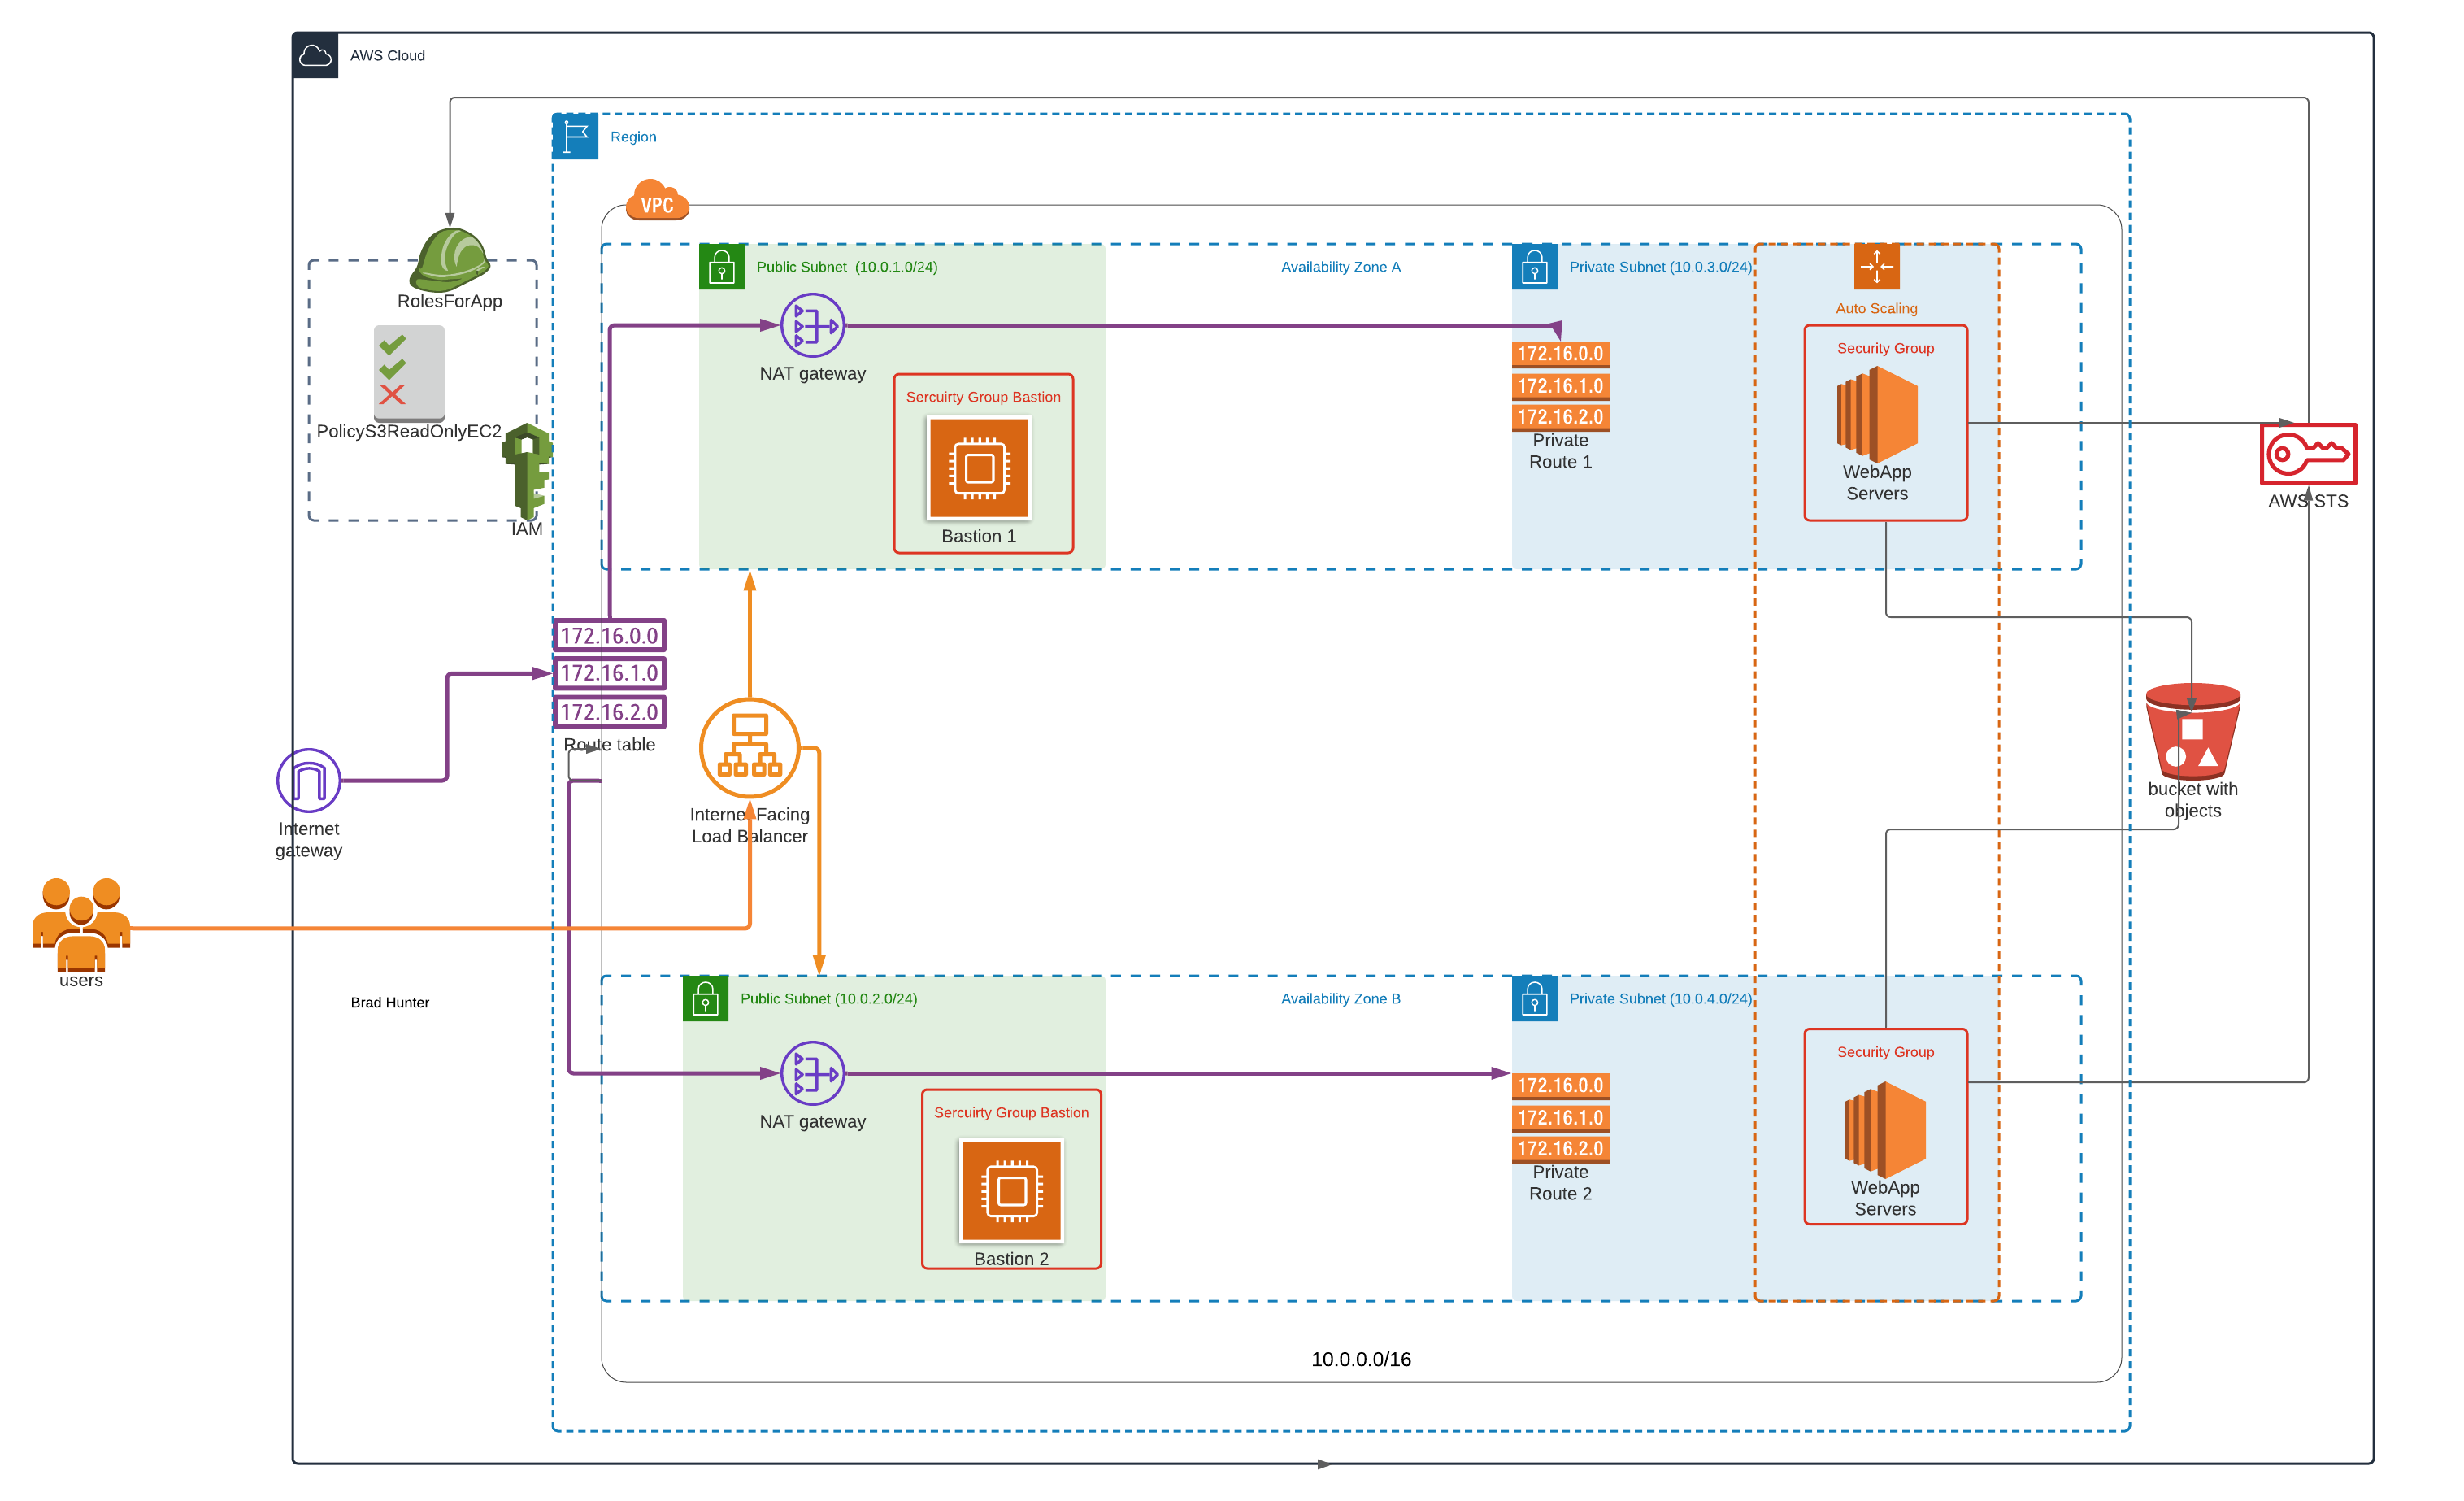 AWS Cloud
Region
VPC
RolesForApp
PolicyS3ReadOnlyEC2
IAM
Public Subnet  (10.0.1.0/24)
Availability Zone A
Private Subnet (10.0.3.0/24)
Auto Scaling
NAT gateway
Sercuirty Group Bastion
Bastion 1
172.16.0.0
172.16.1.0
172.16.2.0
Private
Route 1
Security Group
WebApp
Servers
AWS STS
172.16.0.0
172.16.1.0
172.16.2.0
Route table
Internet
gateway
Internet Facing
Load Balancer
bucket with
objects
users
Brad Hunter
Public Subnet (10.0.2.0/24)
Availability Zone B
Private Subnet (10.0.4.0/24)
NAT gateway
Sercuirty Group Bastion
Bastion 2
172.16.0.0
172.16.1.0
172.16.2.0
Private
Route 2
Security Group
WebApp
Servers
10.0.0.0/16